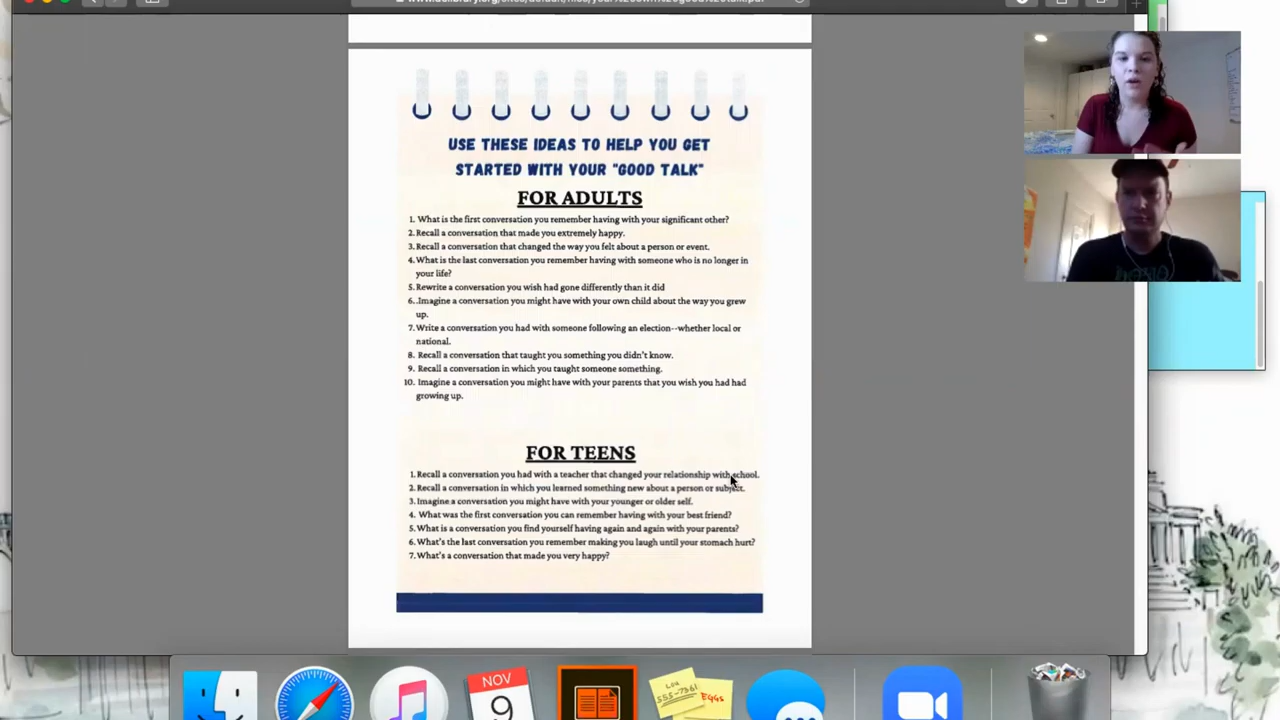 USE THESE IDEAS TO HELP YOU GET
STARTED WITH YOUR "GOOD TALK"
FOR ADULTS
1. What is the first conversation you remember having with your significant other?
2. Recall a conversation that made you extremely happy.
3. Recall a conversation that changed the way you felt about a person or event.
4. What is the last conversation you remember having with someone who is no longer in
your life?
5. Rewrite a conversation you wish had gone differently than it did
6. .Imagine a conversation you might have with your own child about the way you grew
up.
7. Write a conversation you had with someone following an election--whether local or
national.
8. Recall a conversation that taught you something you didn't know.
9. Recall a conversation in which you taught someone something.
10. Imagine a conversation you might have with your parents that you wish you had had
growing up.
FOR TEENS
1. Recall a conversation you had with a teacher that changed your relationship with school.
2. Recall a conversation in which you learned something new about a person or subject.
3. Imagine a conversation you might have with your younger or older self.
4. What was the first conversation you can remember having with your best friend?
5. What is a conversation you find yourself having again and again with your parents?
6. What's the last conversation you remember making you laugh until your stomach hurt?
7. What's a conversation that made you very happy?
NOV
9
555-7361
EGGS